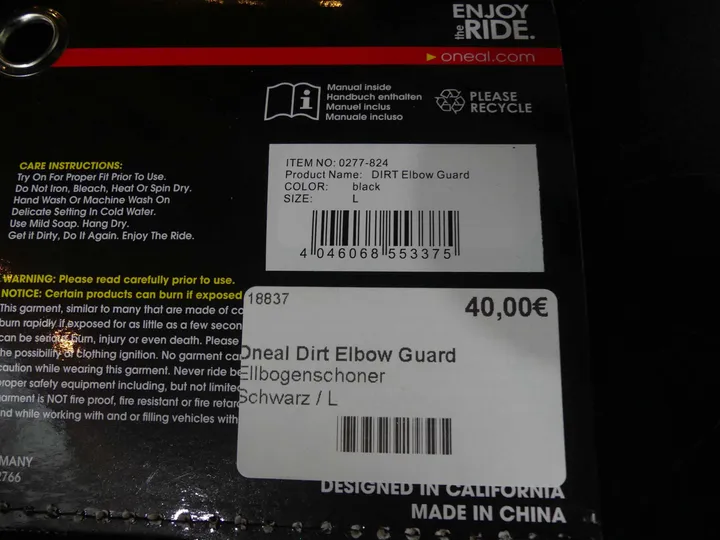 ENJOY
the RIDE.
oneal.com
Manual inside
Handbuch enthalten
Manuel inclus
Manuale incluso
PLEASE
RECYCLE
CARE INSTRUCTIONS:
Try On For Proper Fit Prior To Use.
Do Not Iron, Bleach, Heat Or Spin Dry.
Hand Wash Or Machine Wash On
Delicate Setting In Cold Water.
Use Mild Soap. Hang Dry.
Get it Dirty, Do It Again. Enjoy The Ride.
ITEM NO: 0277-824
Product Name: DIRT Elbow Guard
COLOR: black
SIZE: L
4 046068 553375
WARNING: Please read carefully prior to use.
NOTICE: Certain products can burn if exposed
This garment, similar to many that are made of
burn rapidly if exposed for as little as a few
can be serious burn, injury or even death. Please
the possibility of clothing ignition. No garment
caution while wearing this garment. Never ride
proper safety equipment including, but not
garment is NOT fire proof, fire resistant or fire
and while working with and or filling vehicles with
18837
40,00€
Oneal Dirt Elbow Guard
Ellbogenschoner
Schwarz / L
MANY
2766
DESIGNED IN CALIFORNIA
MADE IN CHINA